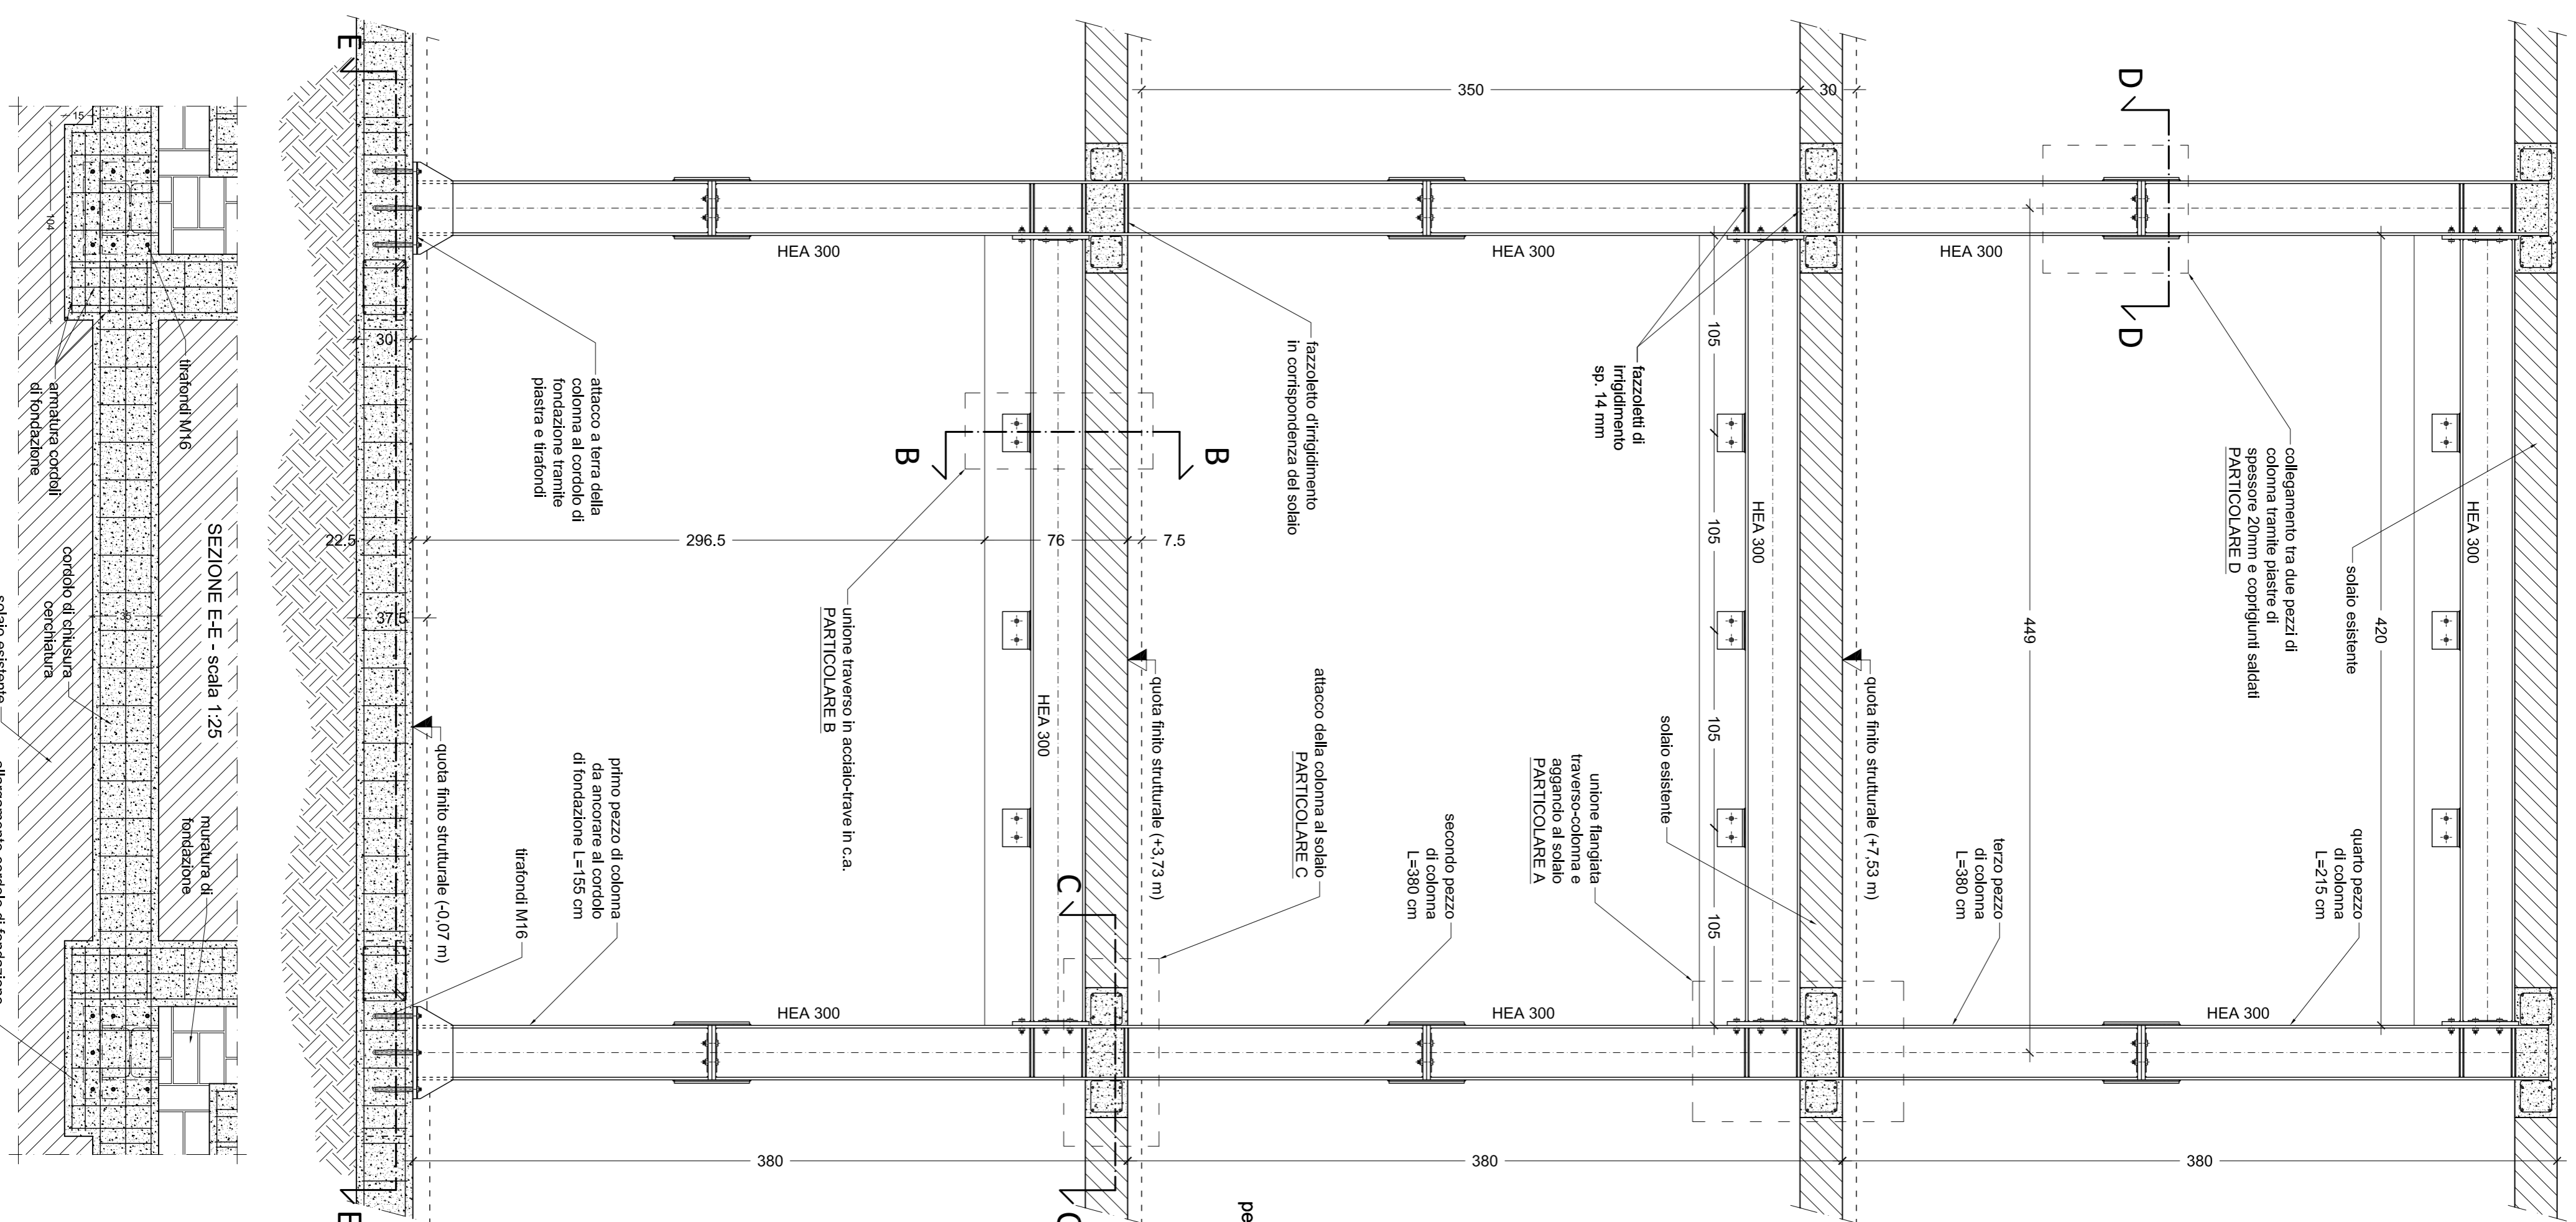 D
D
350
30
HEA 300
HEA 300
HEA 300
fazzoletto d'irrigidimento
in corrispondenza del solaio
fazzoletti di
irrigidimento
sp. 14 mm
collegamento tra due pezzi di
colonna tramite piastre di
spessore 20mm e coprigiunti saldati
PARTICOLARE D
solaio esistente
HEA 300
420
449
105
105
105
105
HEA 300
quota finito strutturale (+7,53 m)
quarto pezzo
di colonna
L=215 cm
terzo pezzo
di colonna
L=380 cm
HEA 300
solaio esistente
unione flangiata
traverso-colonna e
aggancio al solaio
PARTICOLARE A
secondo pezzo
di colonna
L=380 cm
HEA 300
attacco della colonna al solaio
PARTICOLARE C
quota finito strutturale (+3,73 m)
B
B
7.5
76
296.5
22.5
37.5
30
HEA 300
unione traverso in acciaio-trave in c.a.
PARTICOLARE B
attacco a terra della
colonna al cordolo di
fondazione tramite
piastra e tirafondi
C
primo pezzo di colonna
da ancorare al cordolo
di fondazione L=155 cm
tirafondi M16
quota finito strutturale (-0,07 m)
HEA 300
380
380
380
E
SEZIONE E-E - scala 1:25
15
104
tirafondi M16
armatura cordoli
di fondazione
cordolo di chiusura
cerchiatura
muratura di
fondazione
solaio esistente
allargamento cordolo di fondazione